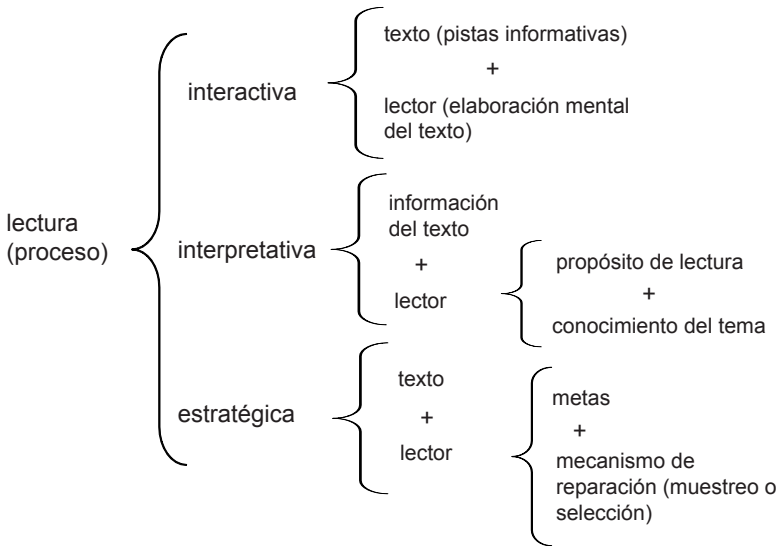 lectura
(proceso)
interactiva
texto (pistas informativas)
+
lector (elaboración mental
del texto)
interpretativa
información
del texto
+
lector
propósito de lectura
+
conocimiento del tema
estratégica
texto
+
lector
metas
+
mecanismo de
reparación (muestreo o
selección)